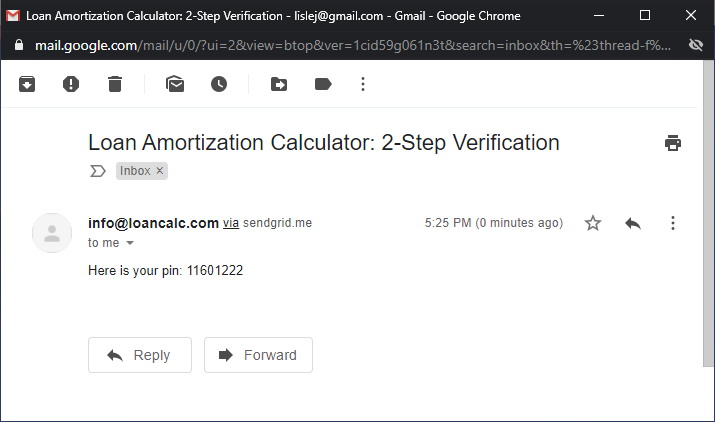 Loan Amortization Calculator: 2-Step Verification - lislej@gmail.com - Gmail - Google Chrome
mail.google.com/mail/u/0/?ui=2&view=btop&ver=1cid59g061n3t&search=inbox&th=%23thread-f%...
Loan Amortization Calculator: 2-Step Verification
Inbox ×
info@loancalc.com via sendgrid.me 5:25 PM (0 minutes ago)
to me
Here is your pin: 11601222
Reply Forward